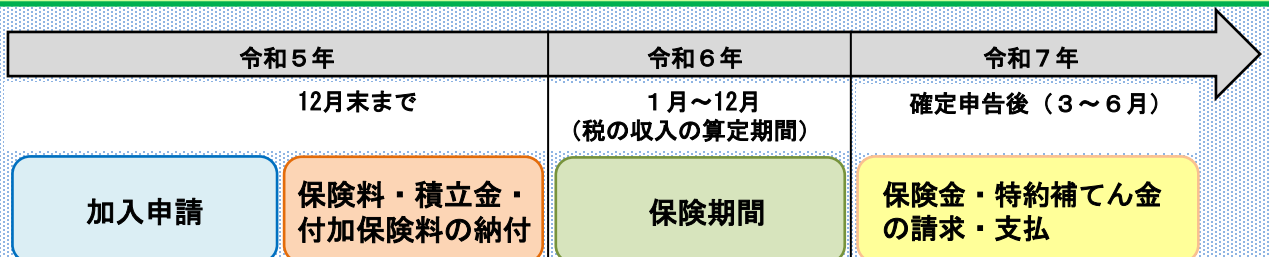 令和５年
令和６年
令和７年
12月末まで
１月～12月
（税の収入の算定期間）
確定申告後（３～６月）
加入申請
保険料・積立金・
付加保険料の納付
保険期間
保険金・特約補てん金
の請求・支払